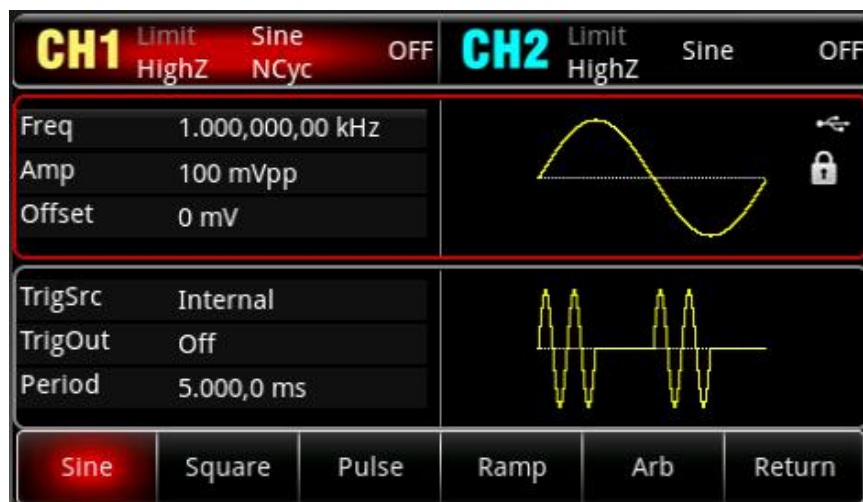 CH1 Limit Sine OFF CH2 Limit Sine OFF
HighZ NCyc HighZ
Freq 1.000,000,00 kHz
Amp 100 mVpp
Offset 0 mV
TrigSrc Internal
TrigOut Off
Period 5.000,0 ms
Sine Square Pulse Ramp Arb Return